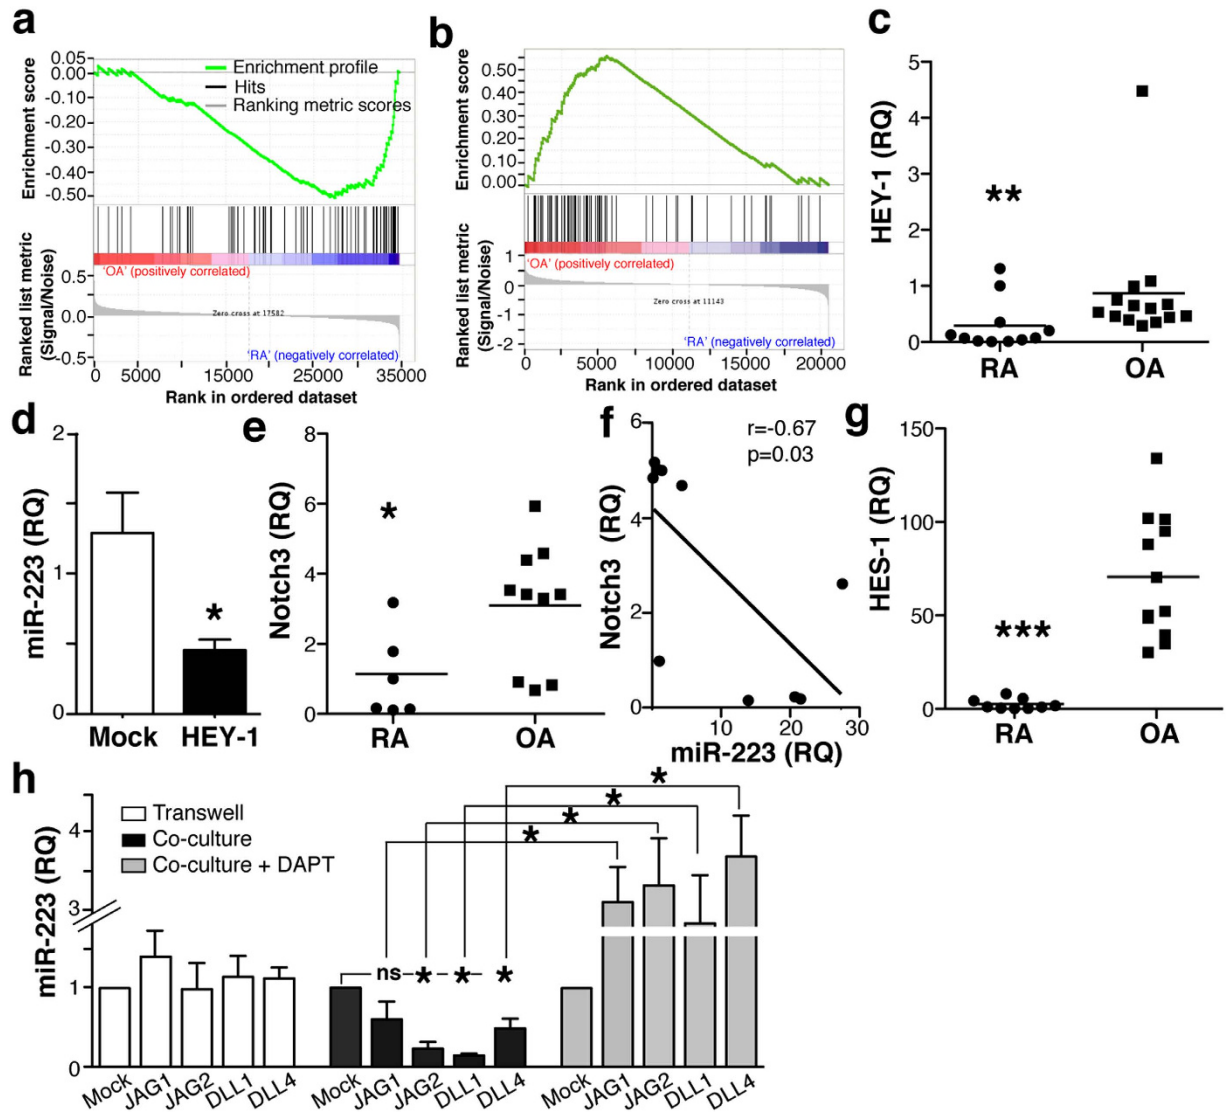 a
Enrichment score
0.05
0.00
-0.10
-0.20
-0.30
-0.40
-0.50
Enrichment profile
Hits
Ranking metric scores
Ranked list metric
(Signal/Noise)
'OA' (positively correlated)
0.5
0.0
-0.5
Zero cross at 17582
'RA' (negatively correlated)
0 5000 15000 25000 35000
Rank in ordered dataset
b
Enrichment score
0.50
0.40
0.30
0.20
0.10
0.00
Ranked list metric
(Signal/Noise)
'OA' (positively correlated)
1
0
-1
-2
Zero cross at 11143
'RA' (negatively correlated)
0 5000 10000 20000
Rank in ordered dataset
c
HEY-1 (RQ)
5
4
3
2
1
0
**
RA OA
d
miR-223 (RQ)
2
1
0
*
Mock HEY-1
e
Notch3 (RQ)
8
6
4
2
0
*
RA OA
f
Notch3 (RQ)
6
4
2
0
r=-0.67
p=0.03
10 20 30
miR-223 (RQ)
g
HES-1 (RQ)
150
100
50
0
***
RA OA
h
miR-223 (RQ)
4
3
1
0
Transwell
Co-culture
Co-culture + DAPT
*
*
*
*
ns * * *
Mock JAG1 JAG2 DLL1 DLL4 Mock JAG1 JAG2 DLL1 DLL4 Mock JAG1 JAG2 DLL1 DLL4